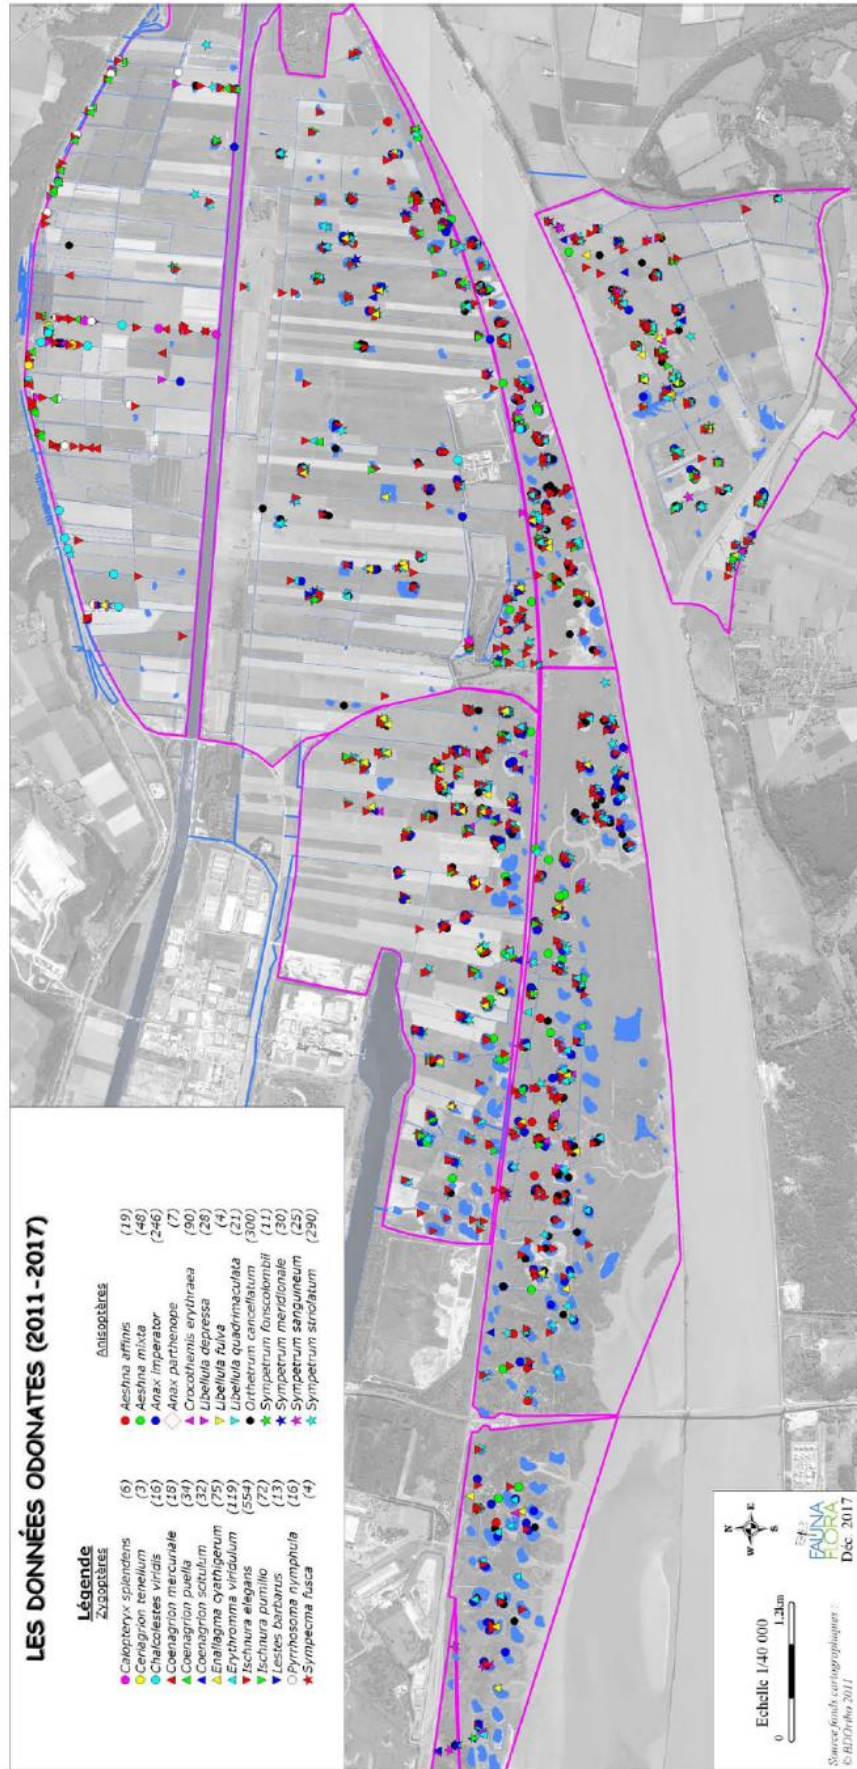 LES DONNÉES ODONATES (2011-2017)
Légende
Zygoptères
Calopteryx splendens (6)
Ceriagrion tenellum (3)
Chalcolestes viridis (16)
Coenagrion mercuriale (18)
Coenagrion puella (34)
Coenagrion scitulum (32)
Enallagma cyathigerum (75)
Erythromma viridulum (119)
Ischnura elegans (554)
Ischnura pumilio (72)
Lestes barbarus (13)
Pyrrhosoma nymphula (16)
Sympecma fusca (4)
Anisoptères
Aeshna affinis (19)
Aeshna mixta (48)
Anax imperator (246)
Anax parthenope (7)
Crocothemis erythraea (90)
Libellula depressa (28)
Libellula fulva (4)
Libellula quadrimaculata (21)
Orthetrum cancellatum (300)
Sympetrum fonscolombii (11)
Sympetrum meridionale (30)
Sympetrum sanguineum (25)
Sympetrum striolatum (290)
N
W E
S
Echelle 1/40 000
0 1.2km
FAUNA
FLORA
Déc. 2017
Source fonds cartographiques :
© BDOrtho 2011